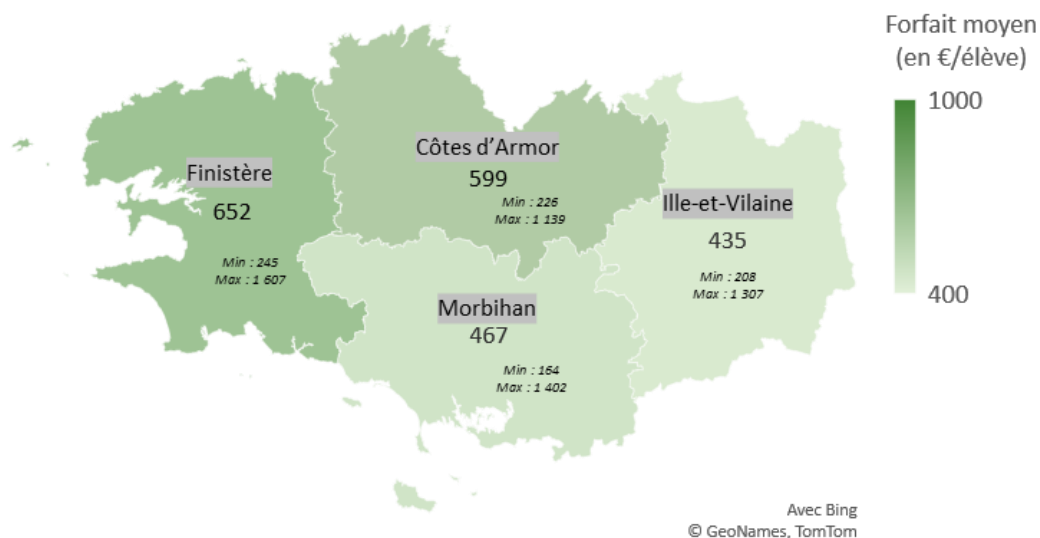 Forfait moyen
(en €/élève)
1000
400
Finistère
652
Min : 245
Max : 1 607
Côtes d'Armor
599
Min : 226
Max : 1 139
Ille-et-Vilaine
435
Min : 208
Max : 1 307
Morbihan
467
Min : 164
Max : 1 402
Avec Bing
© GeoNames, TomTom